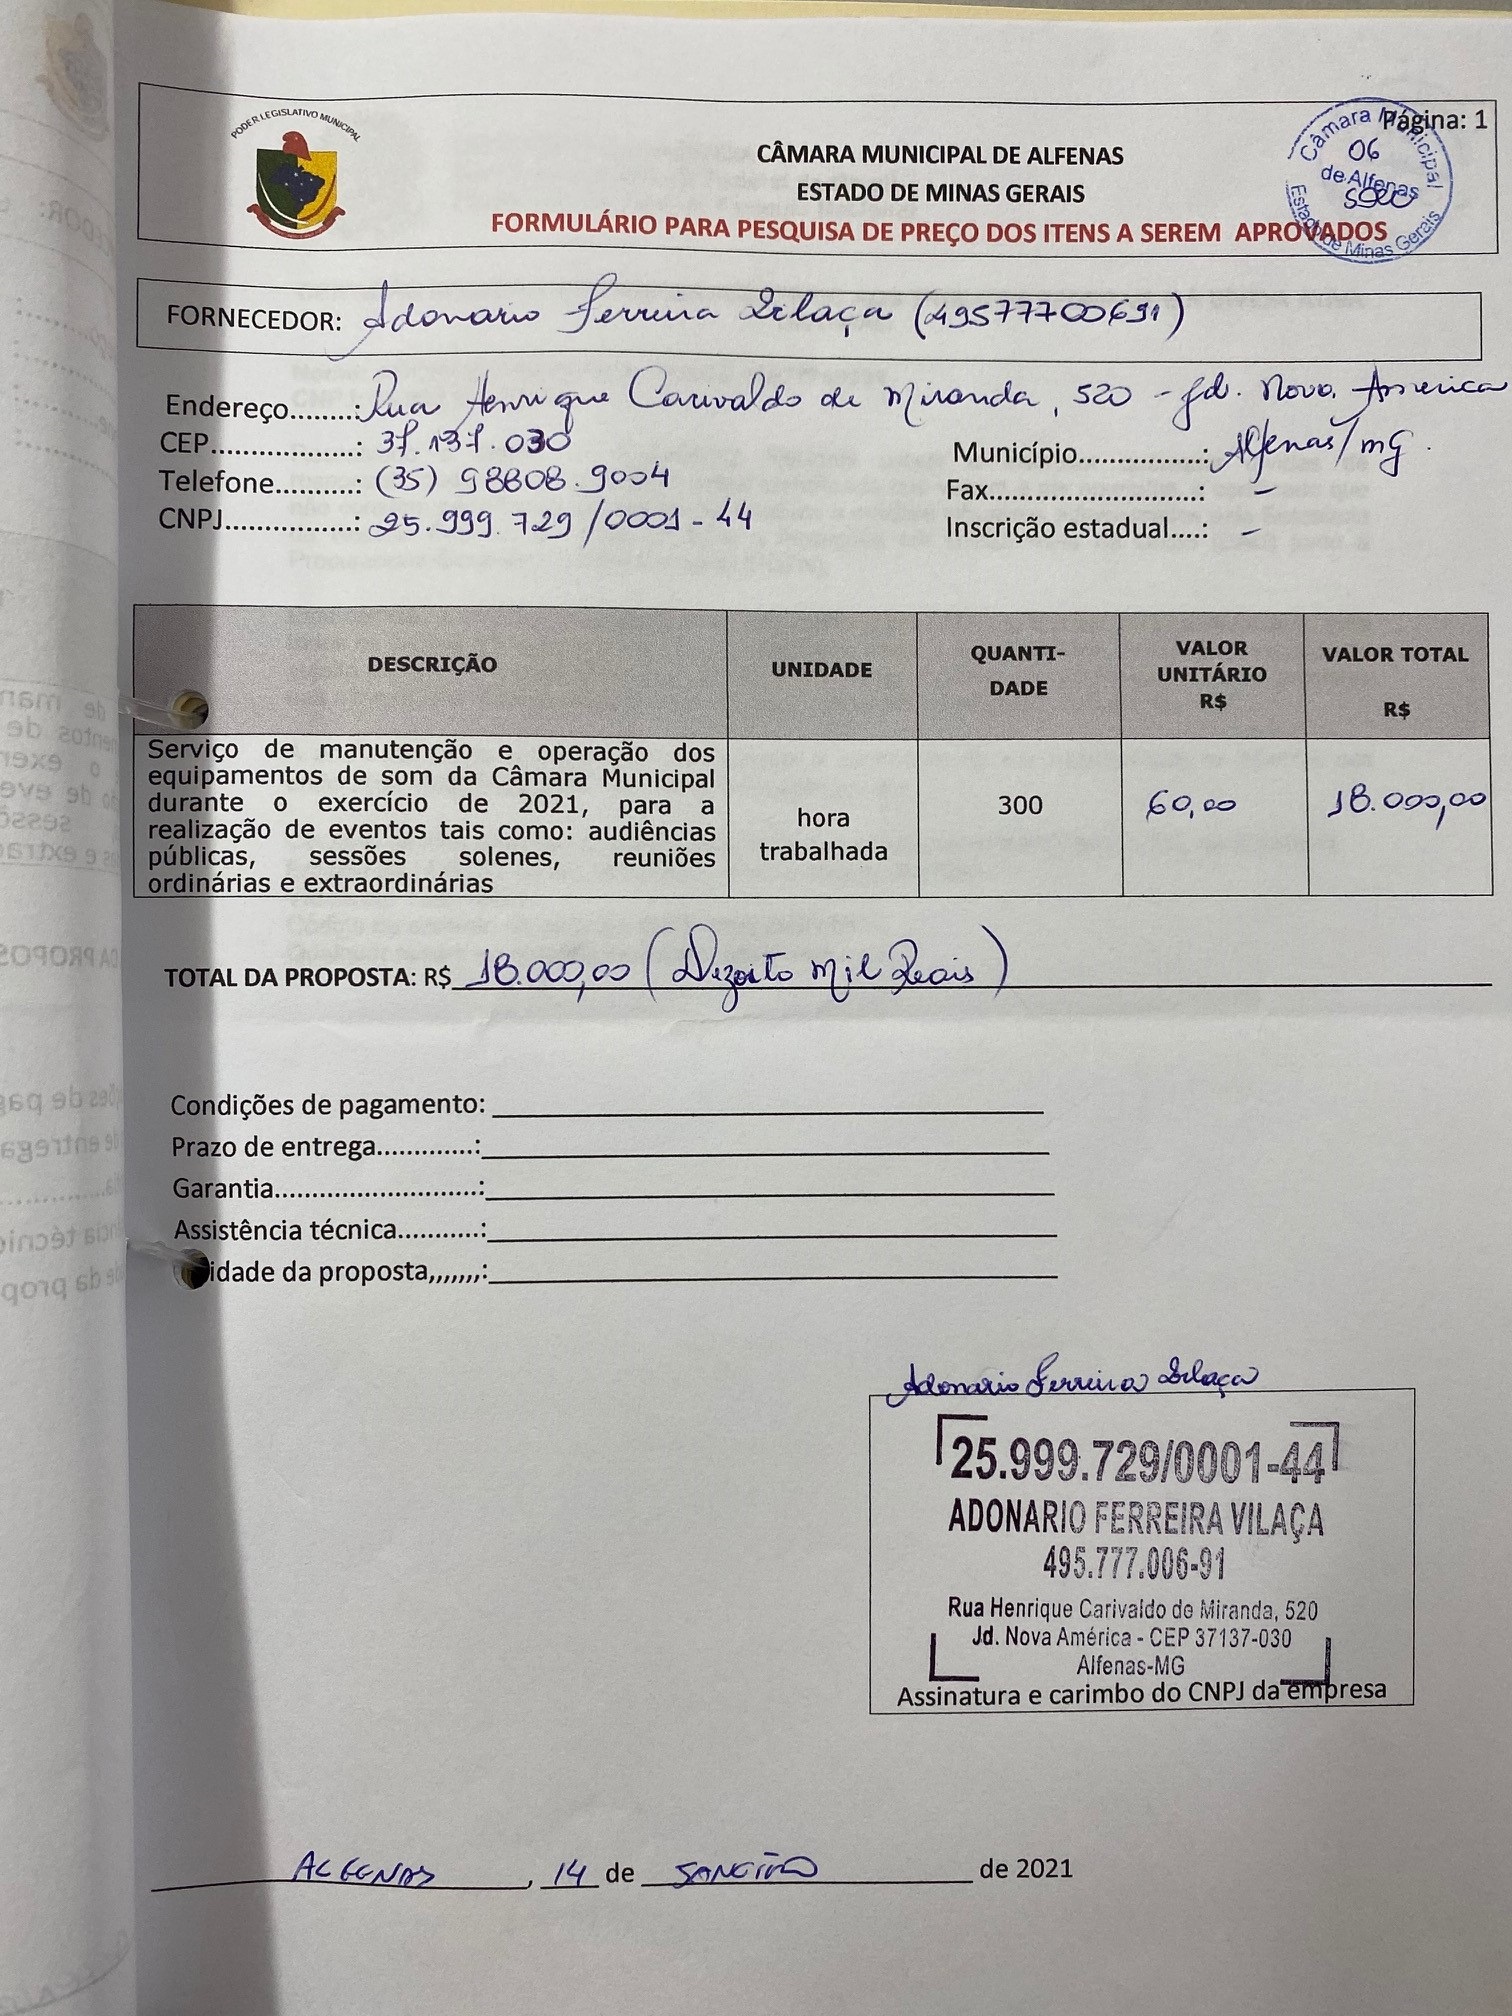 PODER LEGISLATIVO MUNICIPAL
Página: 1
CÂMARA MUNICIPAL DE ALFENAS
ESTADO DE MINAS GERAIS
FORMULÁRIO PARA PESQUISA DE PREÇO DOS ITENS A SEREM APROVADOS
Câmara Municipal
06
de Alfenas
Estado de Minas Gerais
FORNECEDOR: Adonario Ferreira Vilaça (49577700691)
Endereço........: Rua Henrique Carivaldo de Miranda, 520 - Jd. Nova America
CEP...................: 37.137.030
Município................: Alfenas/MG.
Telefone...........: (35) 98808.9004
Fax............................: -
CNPJ.................: 25.999.729/0001-44
Inscrição estadual....: -
DESCRIÇÃO UNIDADE QUANTI- DADE VALOR UNITÁRIO R$ VALOR TOTAL R$
Serviço de manutenção e operação dos
equipamentos de som da Câmara Municipal
durante o exercício de 2021, para a
realização de eventos tais como: audiências
públicas, sessões solenes, reuniões
ordinárias e extraordinárias
hora
trabalhada
300
60,00
18.000,00
TOTAL DA PROPOSTA: R$ 18.000,00 (Dezoito Mil Reais)
Condições de pagamento:
Prazo de entrega.............:
Garantia...........................:
Assistência técnica...........:
idade da proposta,,,,,,,:
Adonario Ferreira Vilaça
25.999.729/0001-44
ADONARIO FERREIRA VILAÇA
495.777.006-91
Rua Henrique Carivaldo de Miranda, 520
Jd. Nova América - CEP 37137-030
Alfenas-MG
Assinatura e carimbo do CNPJ da empresa
ALFENAS, 14 de JANEIRO de 2021